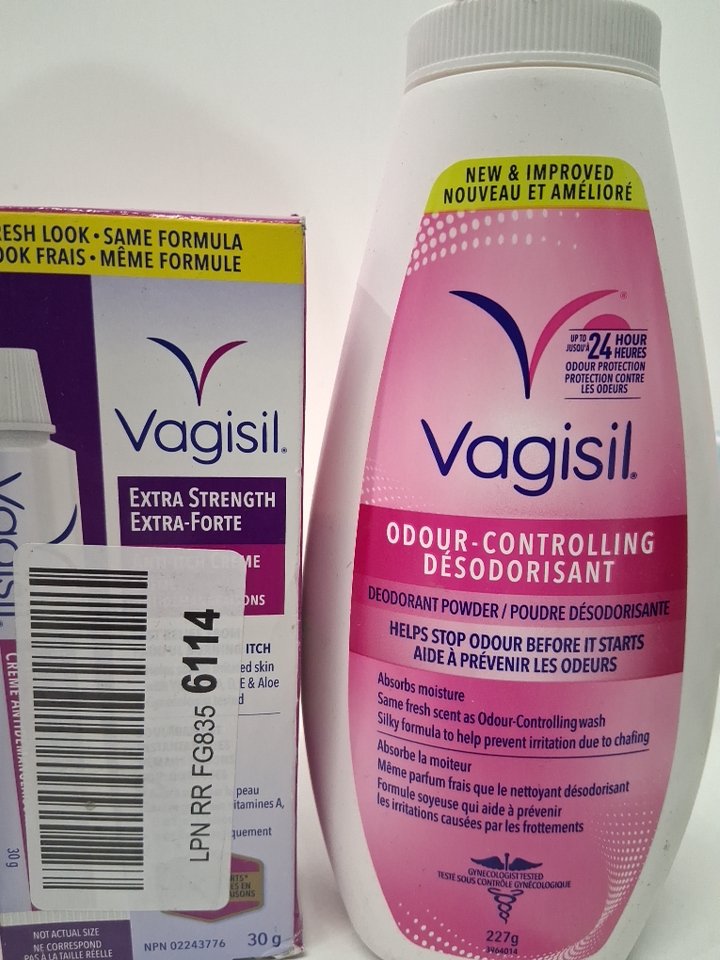 RESH LOOK • SAME FORMULA
OOK FRAIS • MÊME FORMULE
Vagisil
EXTRA STRENGTH
EXTRA-FORTE
CRÈME
ONS
ITCH
ed skin
E & Aloe
d
peau
itamines A,
quement
Vagisil
30 g
LPN RR FG835 6114
NOT ACTUAL SIZE
NE CORRESPOND
PAS À LA TAILLE RÉELLE
NPN 02243776
30 g
NEW & IMPROVED
NOUVEAU ET AMÉLIORÉ
UP TO
JUSQU'À
24 HOUR
HEURES
ODOUR PROTECTION
PROTECTION CONTRE
LES ODEURS
Vagisil
ODOUR-CONTROLLING
DÉSODORISANT
DEODORANT POWDER / POUDRE DÉSODORISANTE
HELPS STOP ODOUR BEFORE IT STARTS
AIDE À PRÉVENIR LES ODEURS
Absorbs moisture
Same fresh scent as Odour-Controlling wash
Silky formula to help prevent irritation due to chafing
Absorbe la moiteur
Même parfum frais que le nettoyant désodorisant
Formule soyeuse qui aide à prévenir
les irritations causées par les frottements
GYNECOLOGIST TESTED
TESTÉ SOUS CONTRÔLE GYNÉCOLOGIQUE
227g
3964014